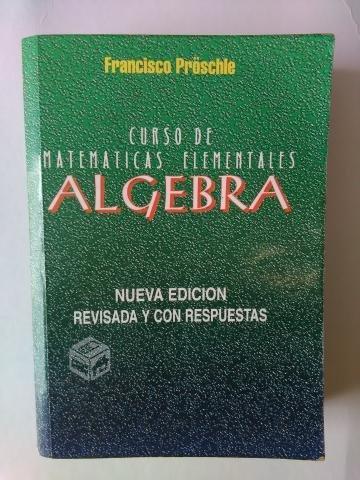 Francisco Pröschle
CURSO DE
MATEMATICAS ELEMENTALES
ALGEBRA
NUEVA EDICION
REVISADA Y CON RESPUESTAS